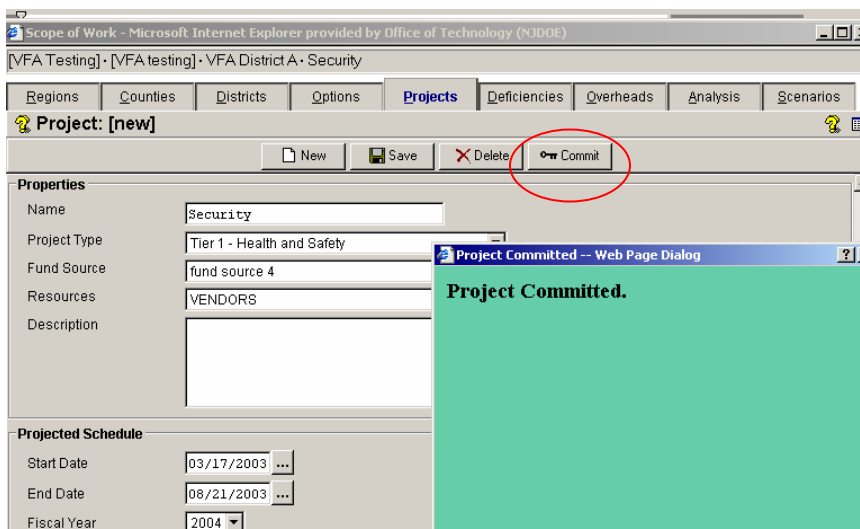 Scope of Work - Microsoft Internet Explorer provided by Office of Technology (NJDOE)
[VFA Testing] · [VFA testing] · VFA District A · Security
Regions Counties Districts Options Projects Deficiencies Overheads Analysis Scenarios
Project: [new]
New Save Delete Commit
Properties
Name Security
Project Type Tier 1 - Health and Safety
Fund Source fund source 4
Resources VENDORS
Description
Project Committed -- Web Page Dialog
Project Committed.
Projected Schedule
Start Date 03/17/2003 ...
End Date 08/21/2003 ...
Fiscal Year 2004